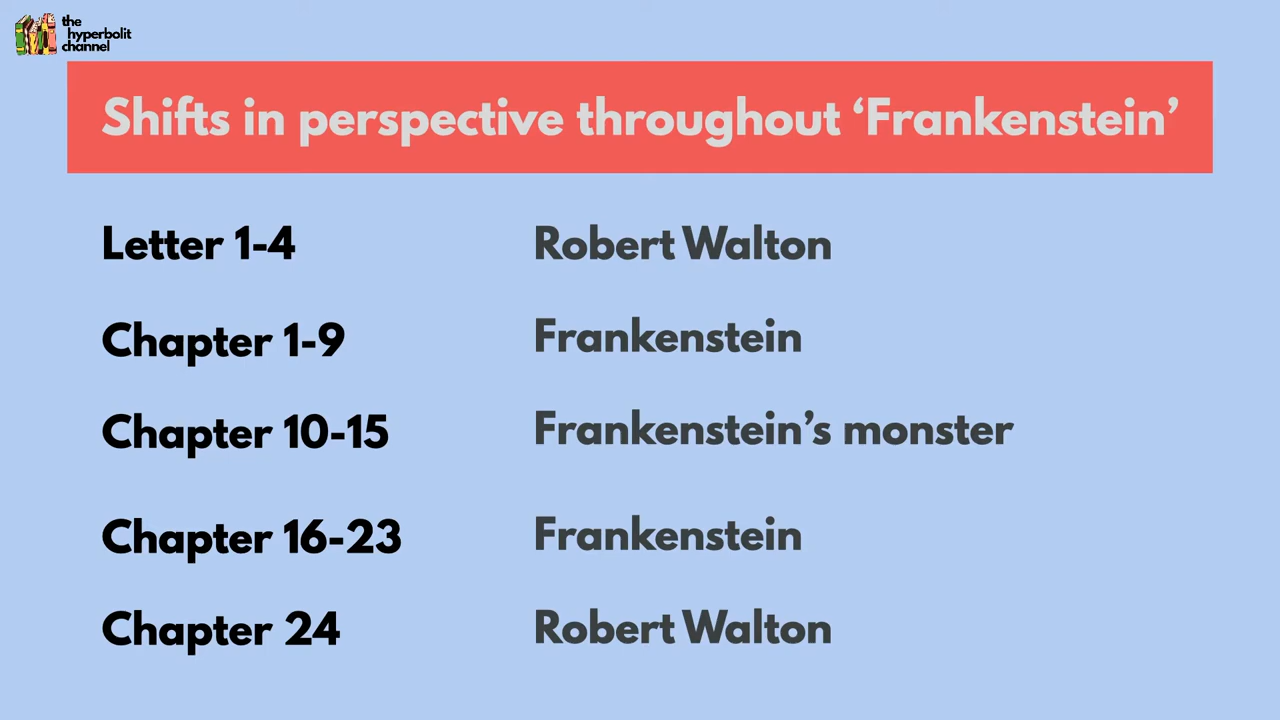 the
hyperbolit
channel
Shifts in perspective throughout ‘Frankenstein’
Letter 1-4 Robert Walton
Chapter 1-9 Frankenstein
Chapter 10-15 Frankenstein’s monster
Chapter 16-23 Frankenstein
Chapter 24 Robert Walton